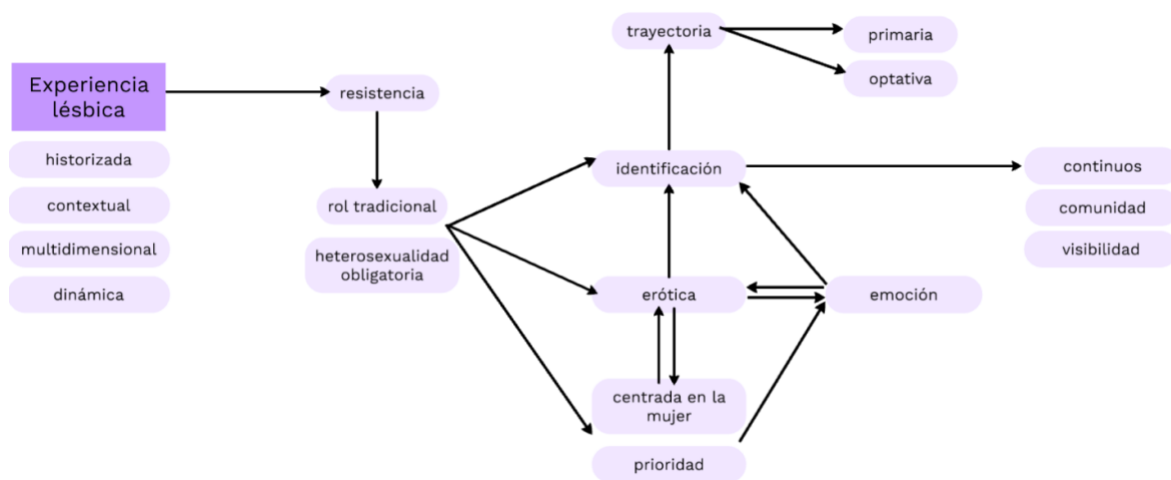 trayectoria
primaria
optativa
Experiencia
lésbica
resistencia
historizada
contextual
multidimensional
dinámica
rol tradicional
heterosexualidad
obligatoria
identificación
continuos
comunidad
visibilidad
erótica
emoción
centrada en la
mujer
prioridad